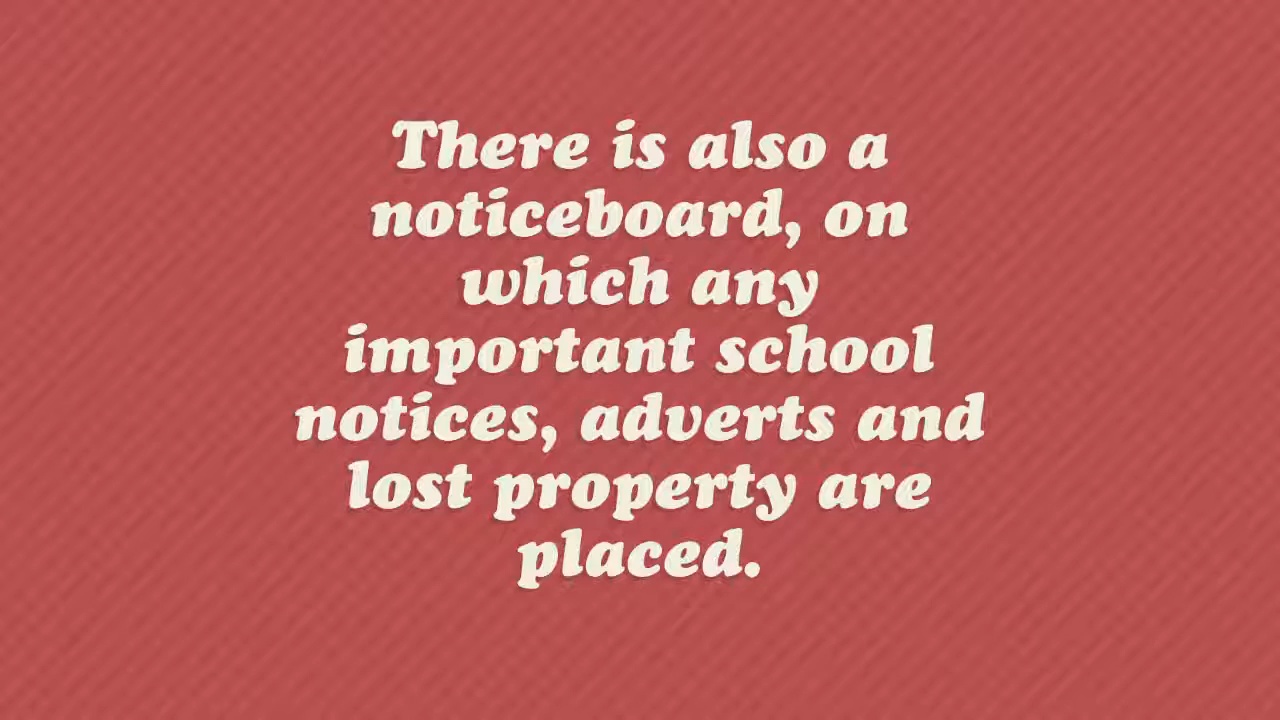 There is also a
noticeboard, on
which any
important school
notices, adverts and
lost property are
placed.